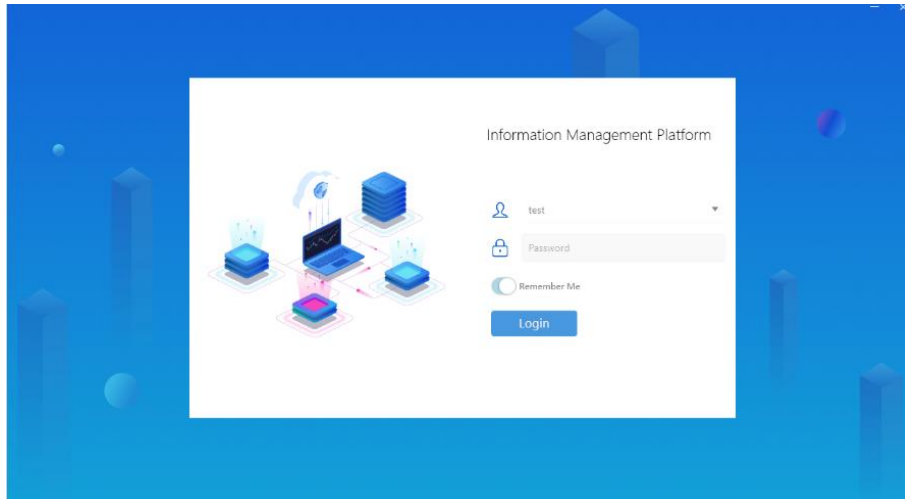 Information Management Platform
test
Password
Remember Me
Login